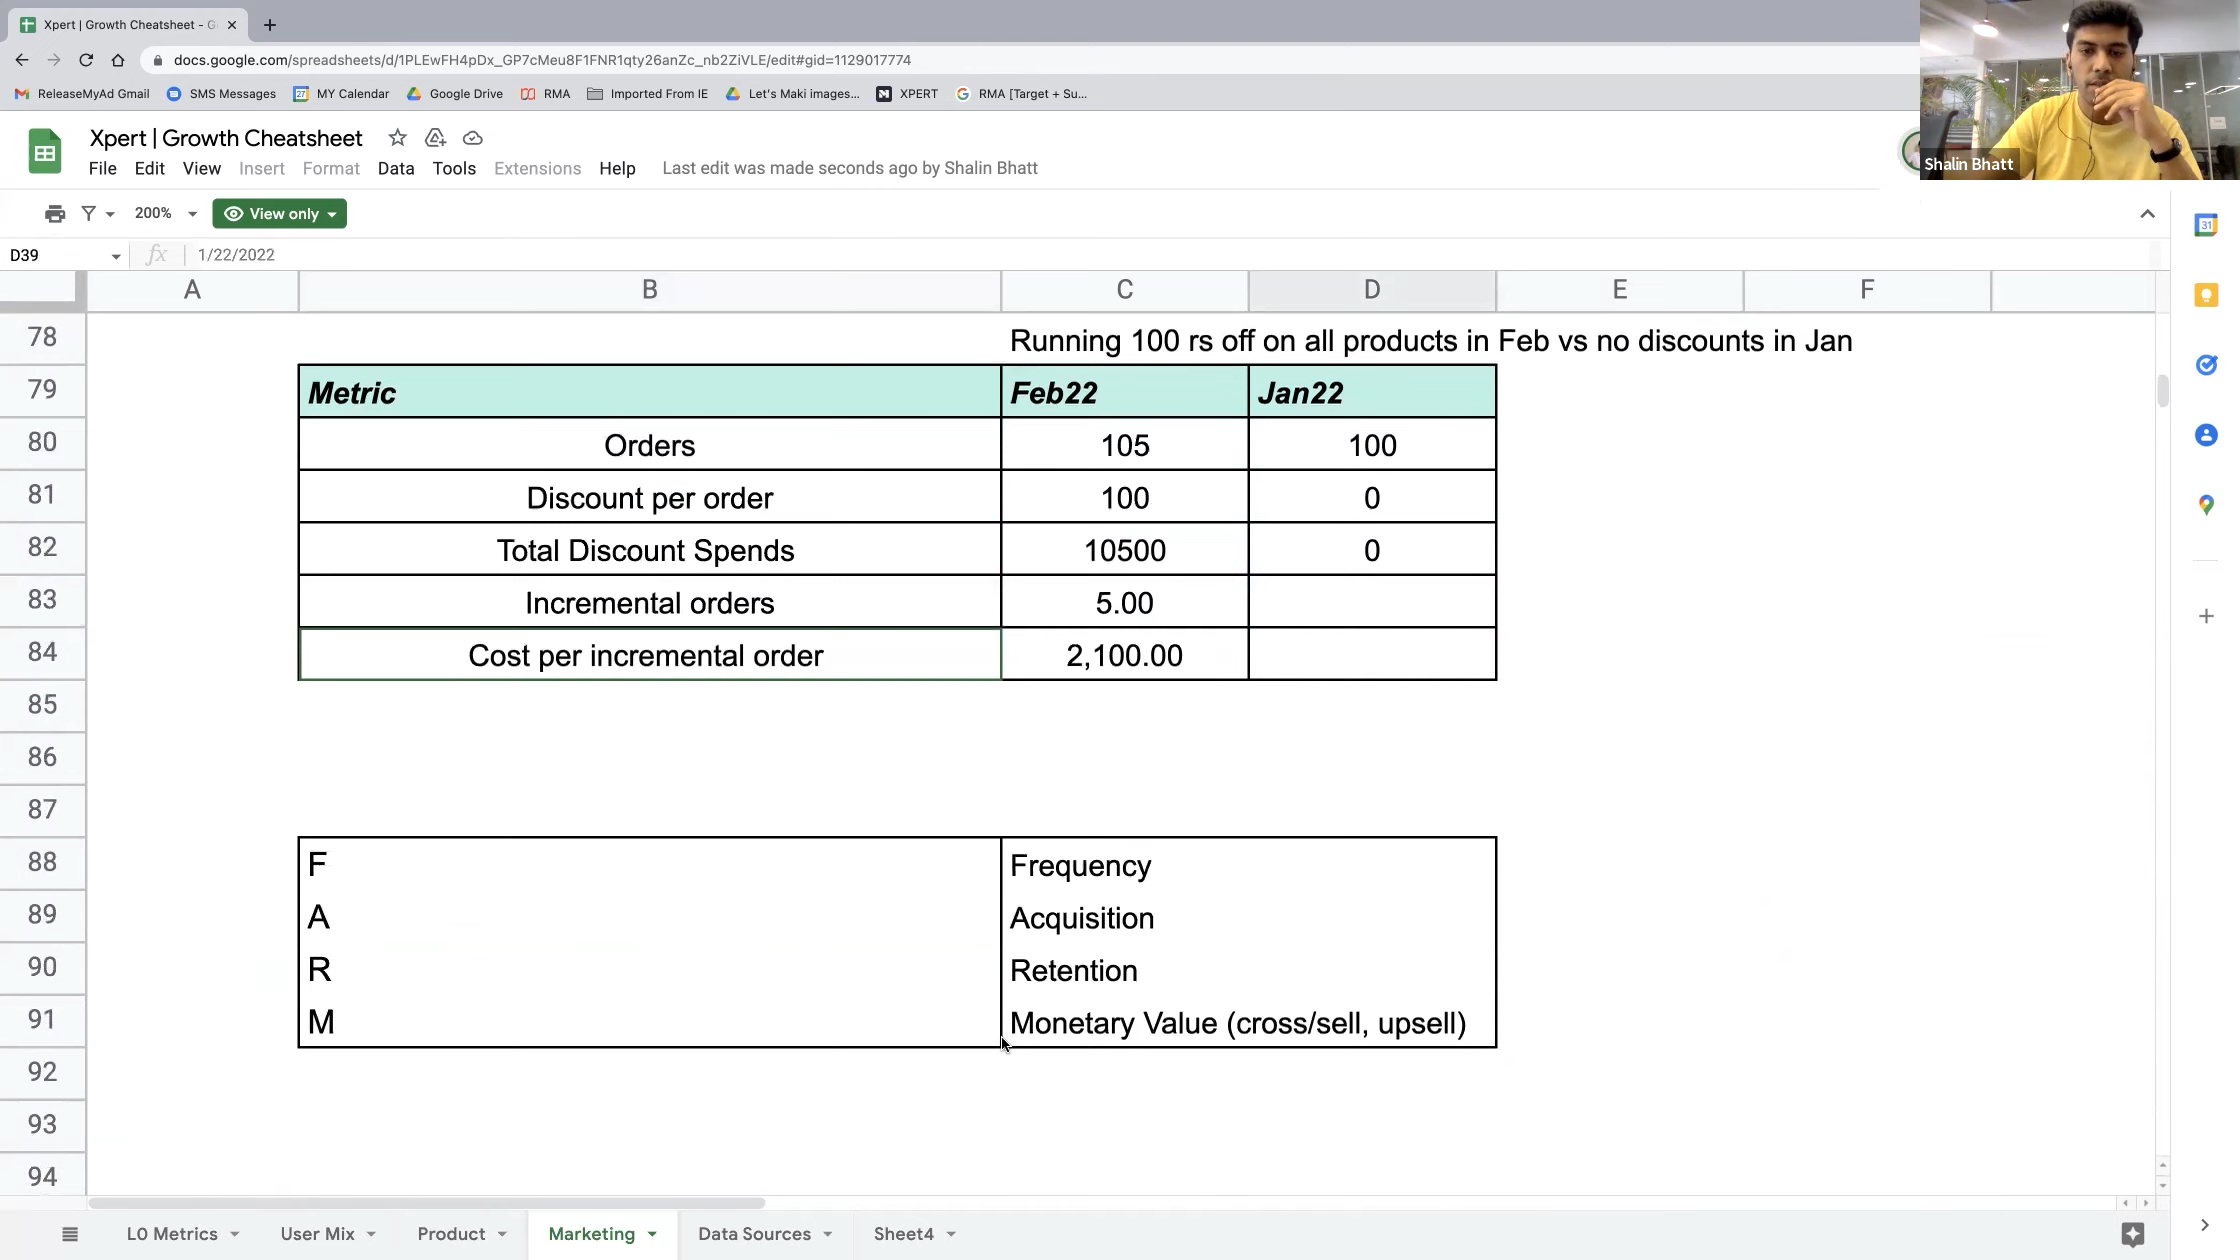 Xpert | Growth Cheatsheet - G
docs.google.com/spreadsheets/d/1PLEwFH4pDx_GP7cMeu8F1FNR1qty26anZc_nb2ZiVLE/edit#gid=1129017774
ReleaseMyAd Gmail SMS Messages MY Calendar Google Drive RMA Imported From IE Let's Maki images... XPERT RMA [Target + Su...
Shalin Bhatt
Xpert | Growth Cheatsheet
File Edit View Insert Format Data Tools Extensions Help Last edit was made seconds ago by Shalin Bhatt
200% View only
31
D39 fx 1/22/2022
A B C D E F
78 Running 100 rs off on all products in Feb vs no discounts in Jan
79 Metric Feb22 Jan22
80 Orders 105 100
81 Discount per order 100 0
82 Total Discount Spends 10500 0
83 Incremental orders 5.00
84 Cost per incremental order 2,100.00
85
86
87
88 F Frequency
89 A Acquisition
90 R Retention
91 M Monetary Value (cross/sell, upsell)
92
93
94
L0 Metrics User Mix Product Marketing Data Sources Sheet4